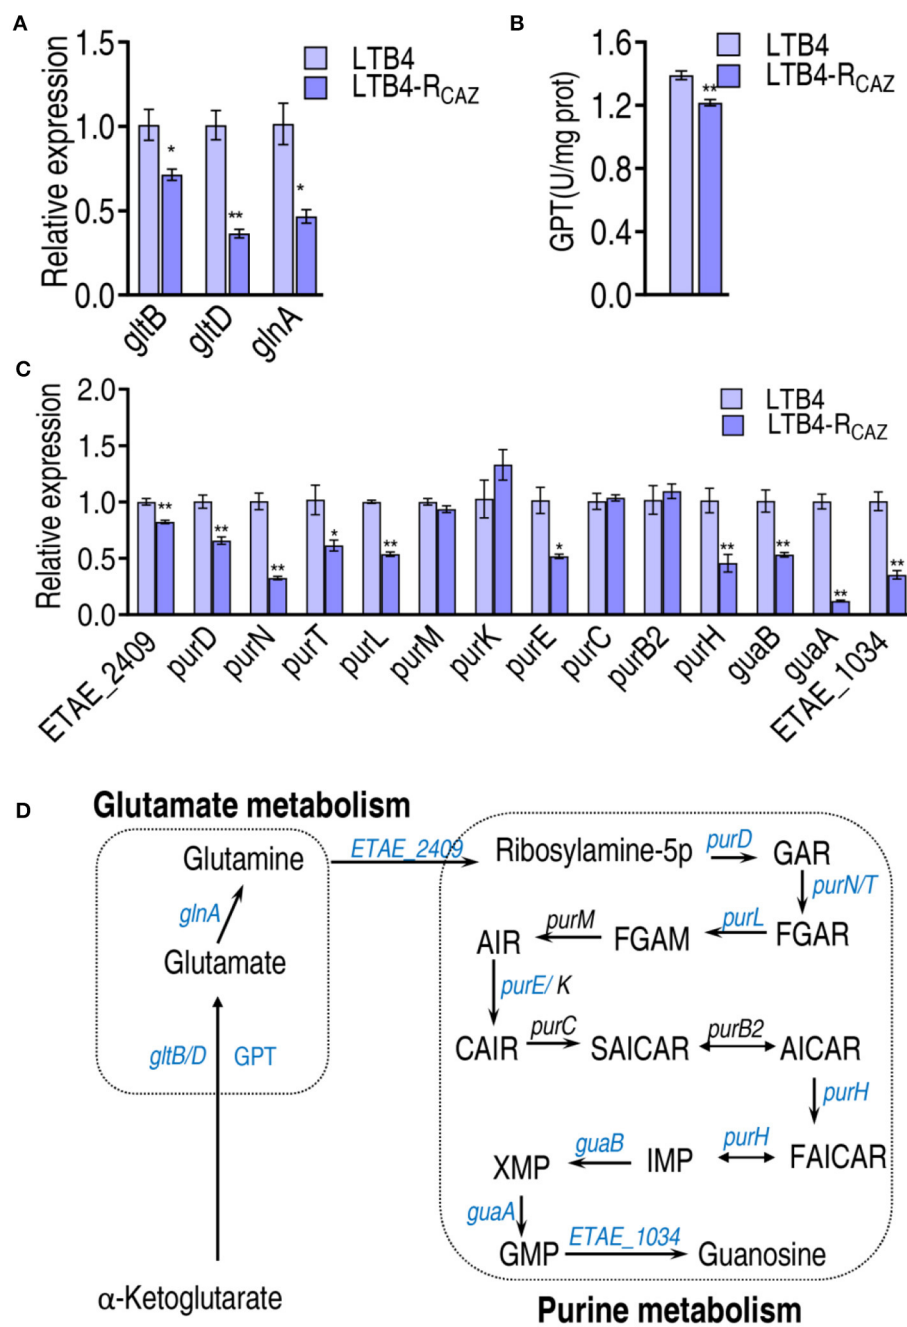 A
Relative expression
1.5
1.0
0.5
0.0
LTB4
LTB4-RCAZ
*
**
*
gltB
gltD
glnA
B
GPT(U/mg prot)
1.6
1.2
0.8
0.4
0.0
LTB4
LTB4-RCAZ
**
C
Relative expression
2.0
1.5
1.0
0.5
0.0
LTB4
LTB4-RCAZ
**
**
**
*
**
*
**
**
**
**
ETAE_2409
purD
purN
purT
purL
purM
purK
purE
purC
purB2
purH
guaB
guaA
ETAE_1034
D
Glutamate metabolism
Glutamine
glnA
Glutamate
gltB/D GPT
α-Ketoglutarate
ETAE_2409
Ribosylamine-5p purD GAR
purN/T
AIR purM FGAM purL FGAR
purE/ K
CAIR purC SAICAR purB2 AICAR
purH
XMP guaB IMP purH FAICAR
guaA
GMP ETAE_1034 Guanosine
Purine metabolism